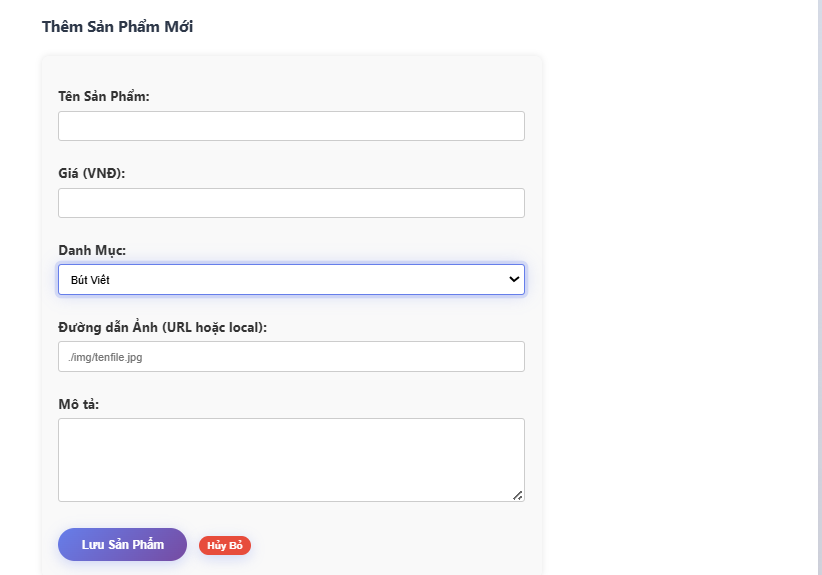 Thêm Sản Phẩm Mới
Tên Sản Phẩm:
Giá (VNĐ):
Danh Mục:
Bút Viết
Đường dẫn Ảnh (URL hoặc local):
./img/tenfile.jpg
Mô tả:
Lưu Sản Phẩm
Hủy Bỏ